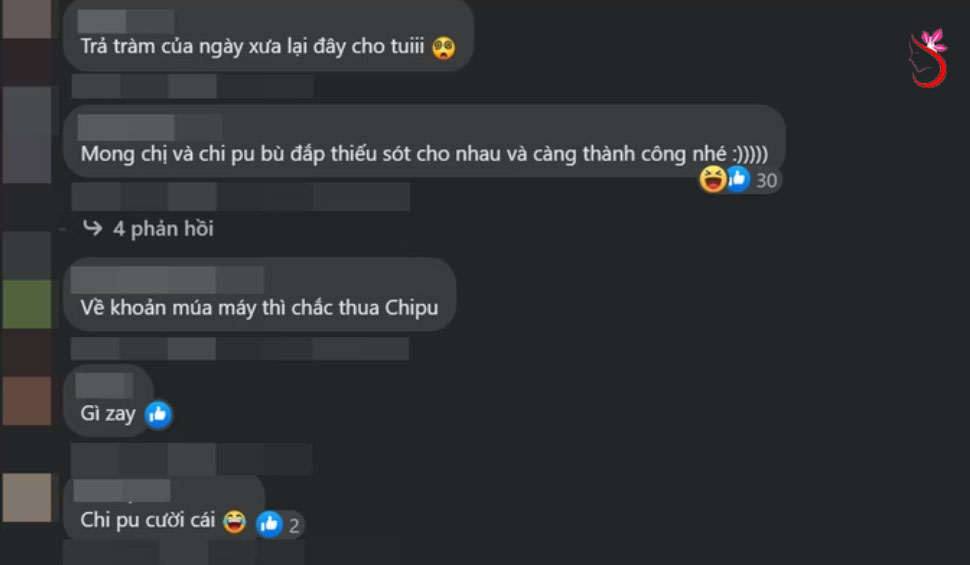 Trả tràm của ngày xưa lại đây cho tuiii 😵‍💫
Mong chị và chi pu bù đắp thiếu sót cho nhau và càng thành công nhé :)))))
30
4 phản hồi
Về khoản múa máy thì chắc thua Chipu
Gì zay
Chi pu cười cái 😂
2